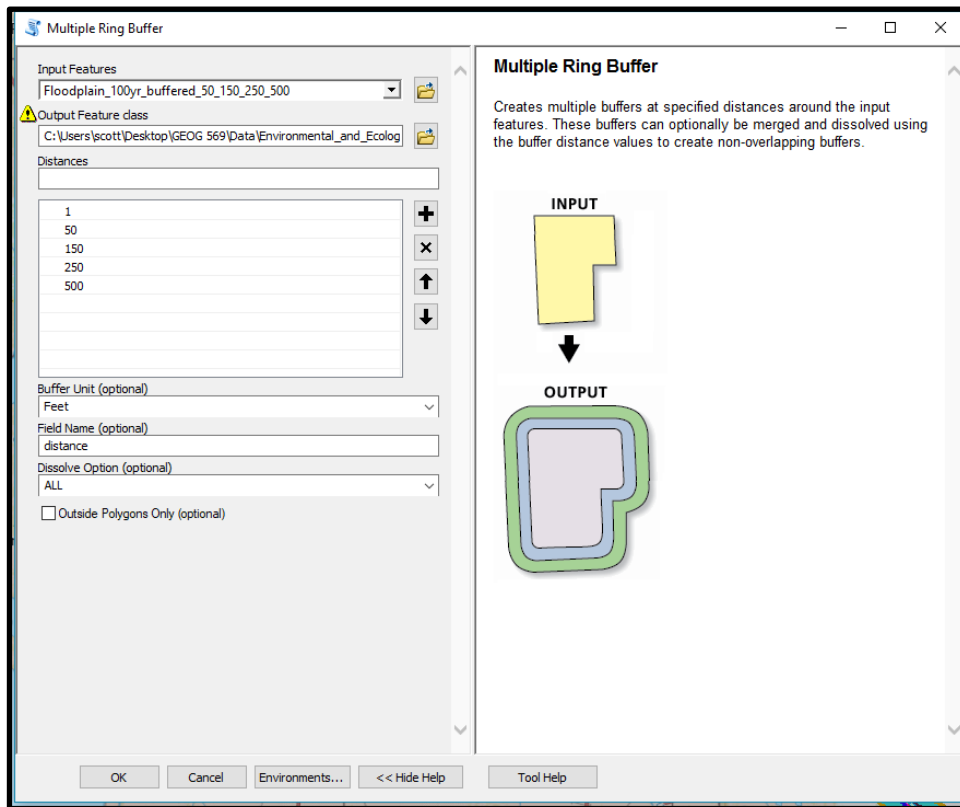 Multiple Ring Buffer
Input Features
Floodplain_100yr_buffered_50_150_250_500
Output Feature class
C:\Users\scott\Desktop\GEOG 569\Data\Environmental_and_Ecolog
Distances
1
50
150
250
500
Buffer Unit (optional)
Feet
Field Name (optional)
distance
Dissolve Option (optional)
ALL
Outside Polygons Only (optional)
Multiple Ring Buffer
Creates multiple buffers at specified distances around the input
features. These buffers can optionally be merged and dissolved using
the buffer distance values to create non-overlapping buffers.
INPUT
OUTPUT
OK
Cancel
Environments...
<< Hide Help
Tool Help